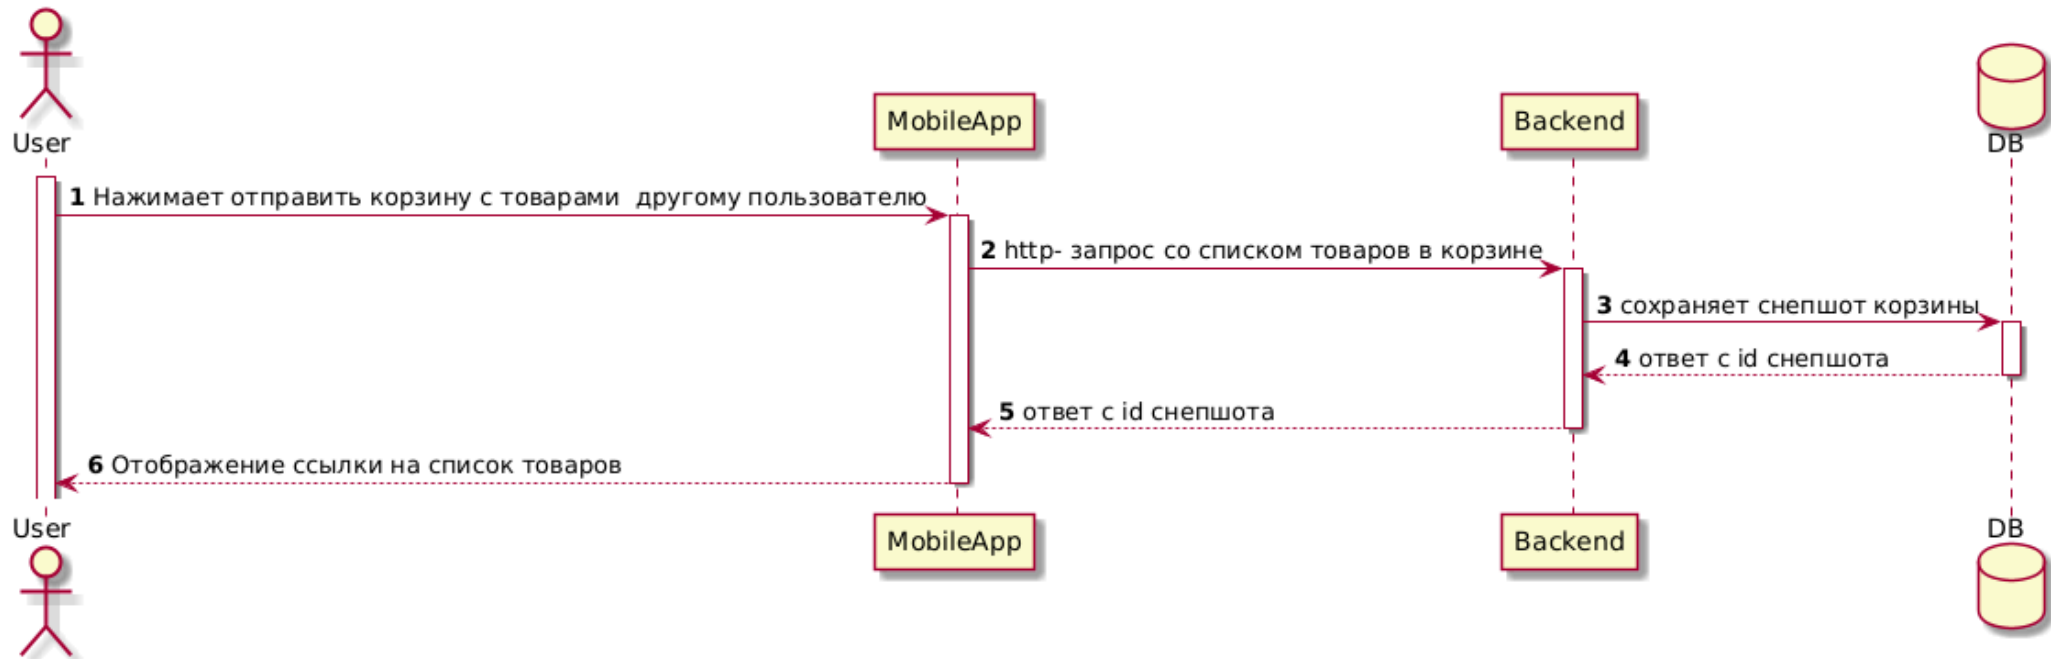 User
MobileApp
Backend
DB
1 Нажимает отправить корзину с товарами  другому пользователю
2 http- запрос со списком товаров в корзине
3 сохраняет снепшот корзины
4 ответ с id снепшота
5 ответ с id снепшота
6 Отображение ссылки на список товаров
User
MobileApp
Backend
DB